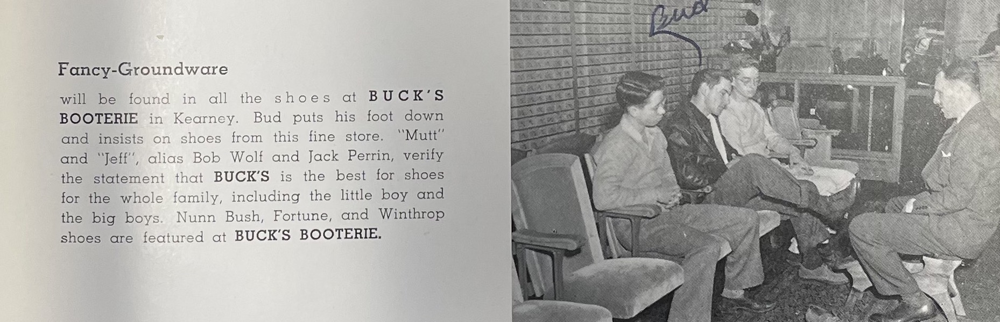 Fancy-Groundware
will be found in all the shoes at BUCK'S
BOOTERIE in Kearney. Bud puts his foot down
and insists on shoes from this fine store. "Mutt"
and "Jeff", alias Bob Wolf and Jack Perrin, verify
the statement that BUCK'S is the best for shoes
for the whole family, including the little boy and
the big boys. Nunn Bush, Fortune, and Winthrop
shoes are featured at BUCK'S BOOTERIE.
Bud